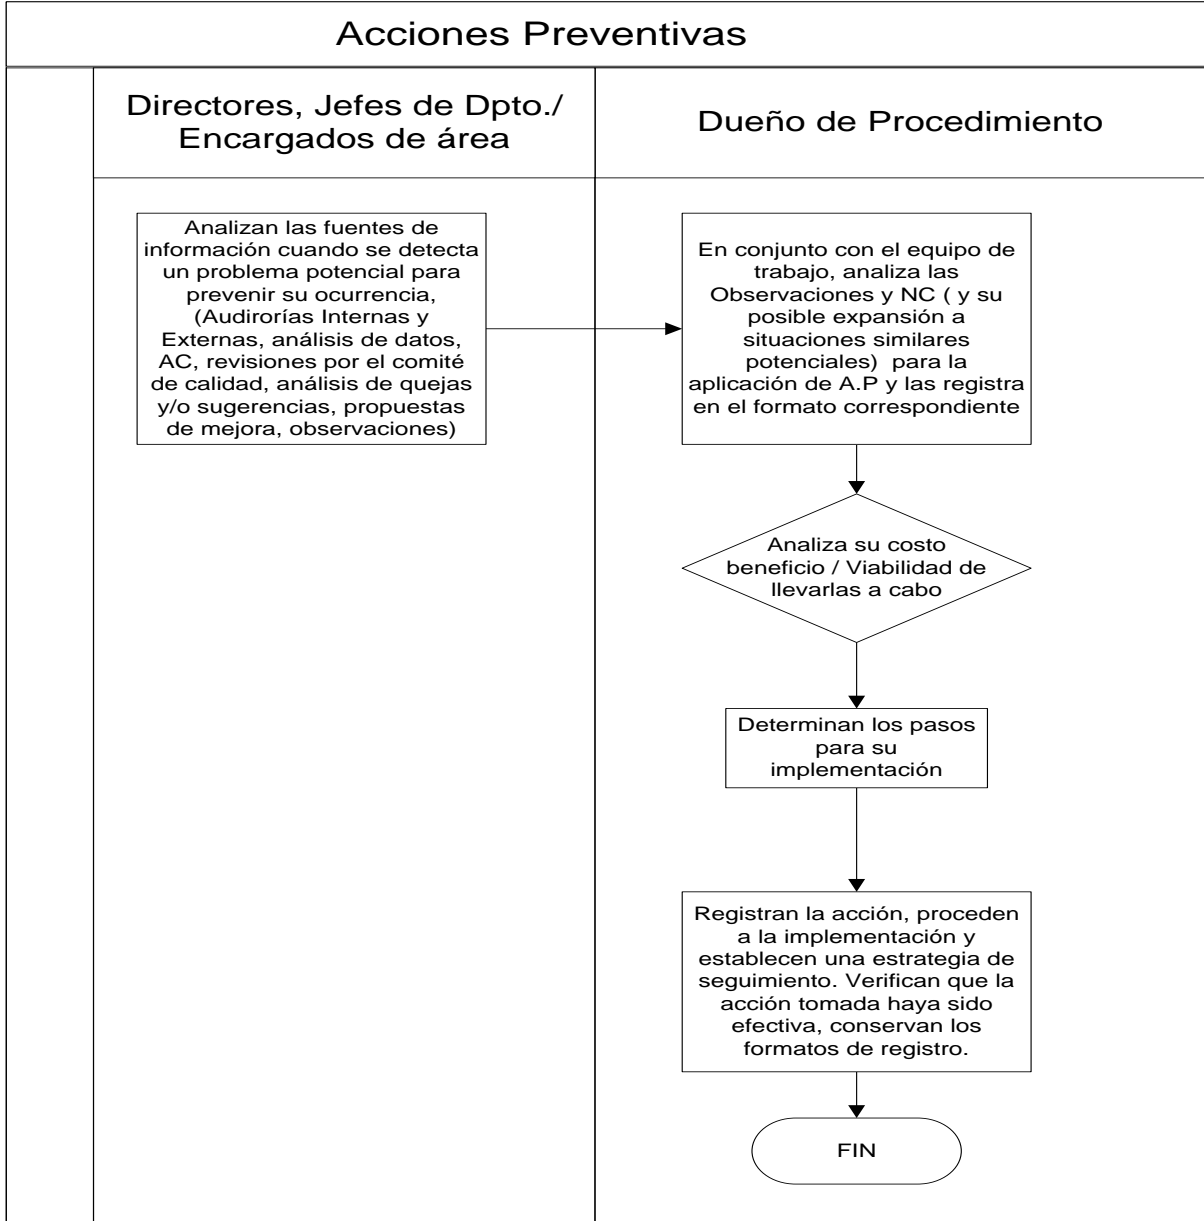 Acciones Preventivas
Directores, Jefes de Dpto./
Encargados de área
Dueño de Procedimiento
Analizan las fuentes de
información cuando se detecta
un problema potencial para
prevenir su ocurrencia,
(Audirorías Internas y
Externas, análisis de datos,
AC, revisiones por el comité
de calidad, análisis de quejas
y/o sugerencias, propuestas
de mejora, observaciones)
En conjunto con el equipo de
trabajo, analiza las
Observaciones y NC ( y su
posible expansión a
situaciones similares
potenciales)  para la
aplicación de A.P y las registra
en el formato correspondiente
Analiza su costo
beneficio / Viabilidad de
llevarlas a cabo
Determinan los pasos
para su
implementación
Registran la acción, proceden
a la implementación y
establecen una estrategia de
seguimiento. Verifican que la
acción tomada haya sido
efectiva, conservan los
formatos de registro.
FIN